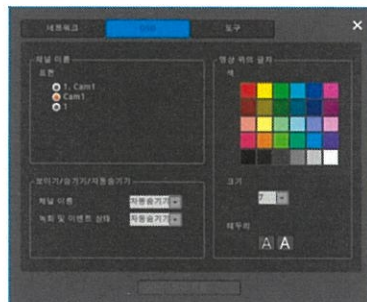 네트워크 OSD 도구
채널 이름
표현
1. Cam1
Cam1
1
보이기/숨기기/자동숨기기
채널 이름 자동숨기기
녹화 및 이벤트 상태 자동숨기기
영상 위의 글자
색
크기
7
테두리
A A